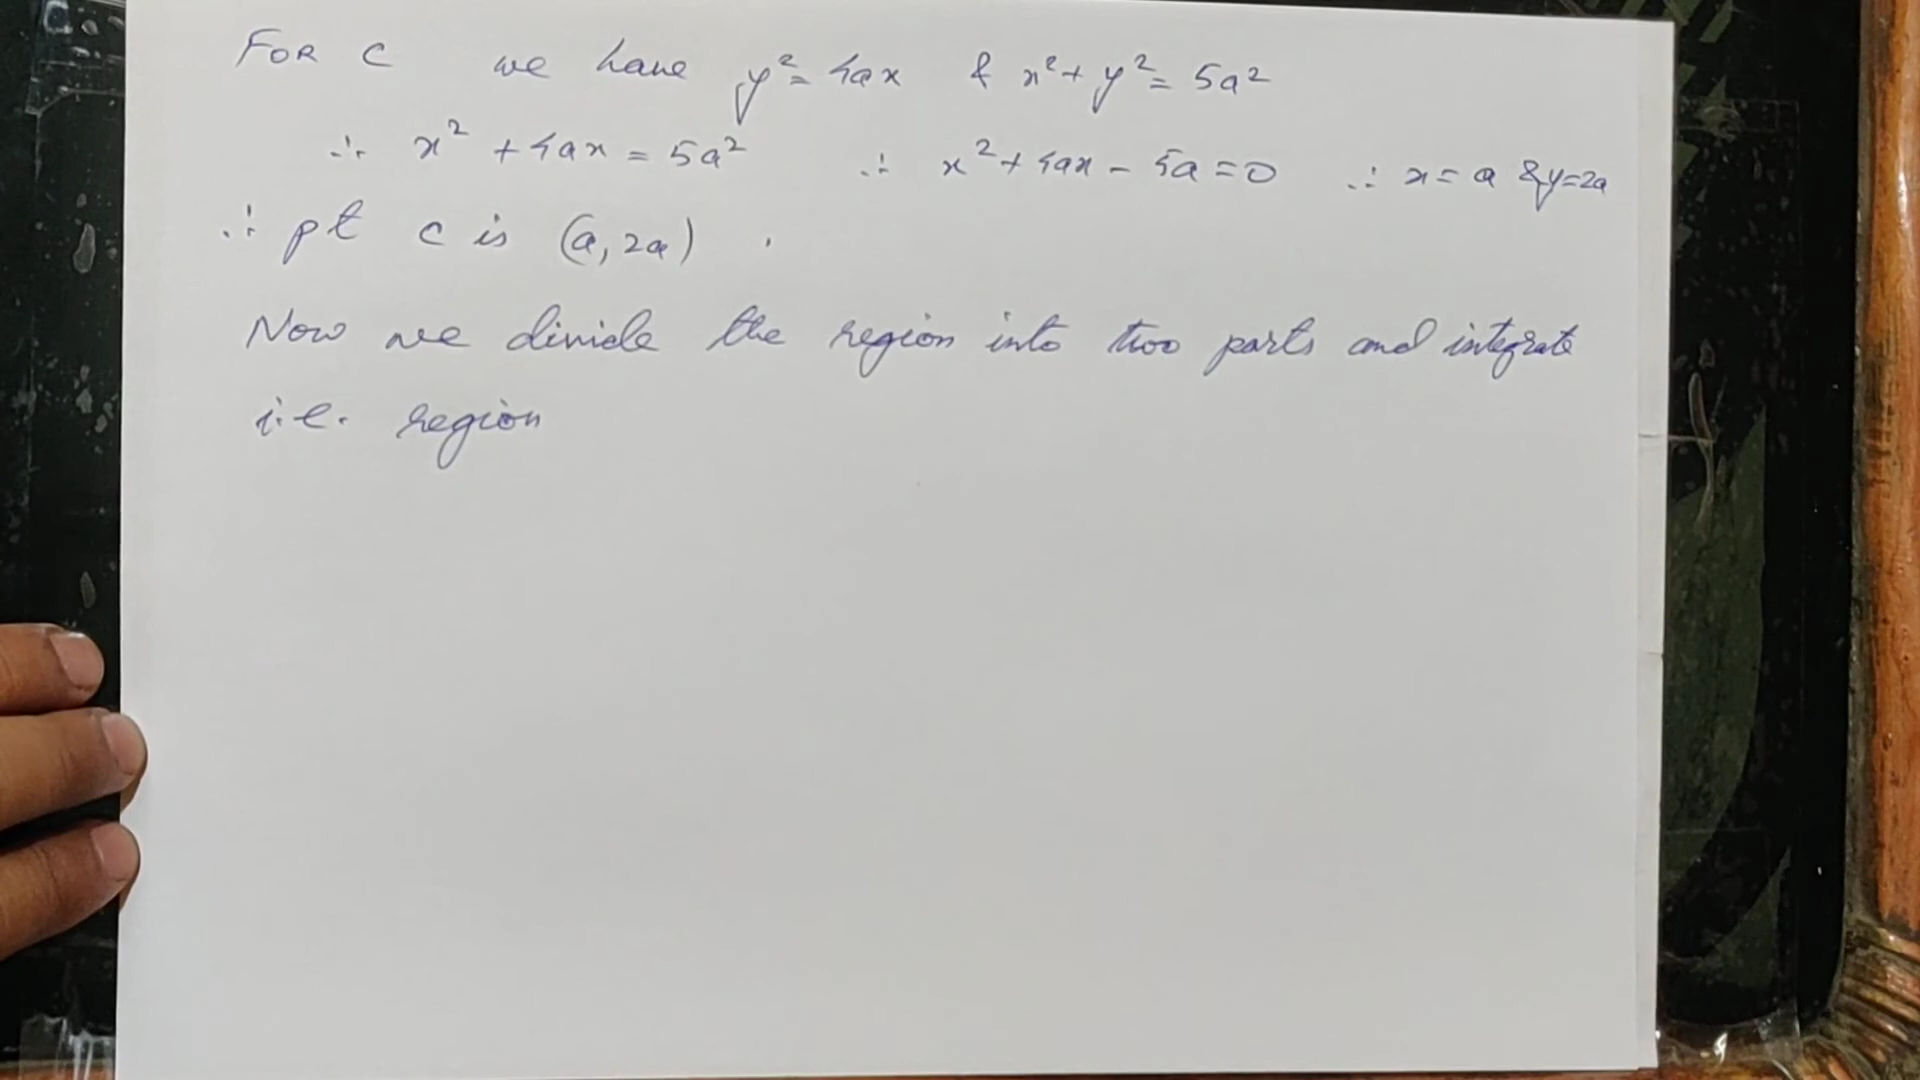 FOR C we have y² = 4ax & x² + y² = 5a²
∴ x² + 4ax = 5a² ∴ x² + 4ax - 5a = 0 ∴ x = a & y = 2a
∴ pt C is (a, 2a) .
Now we divide the region into two parts and integrate
i.e. region